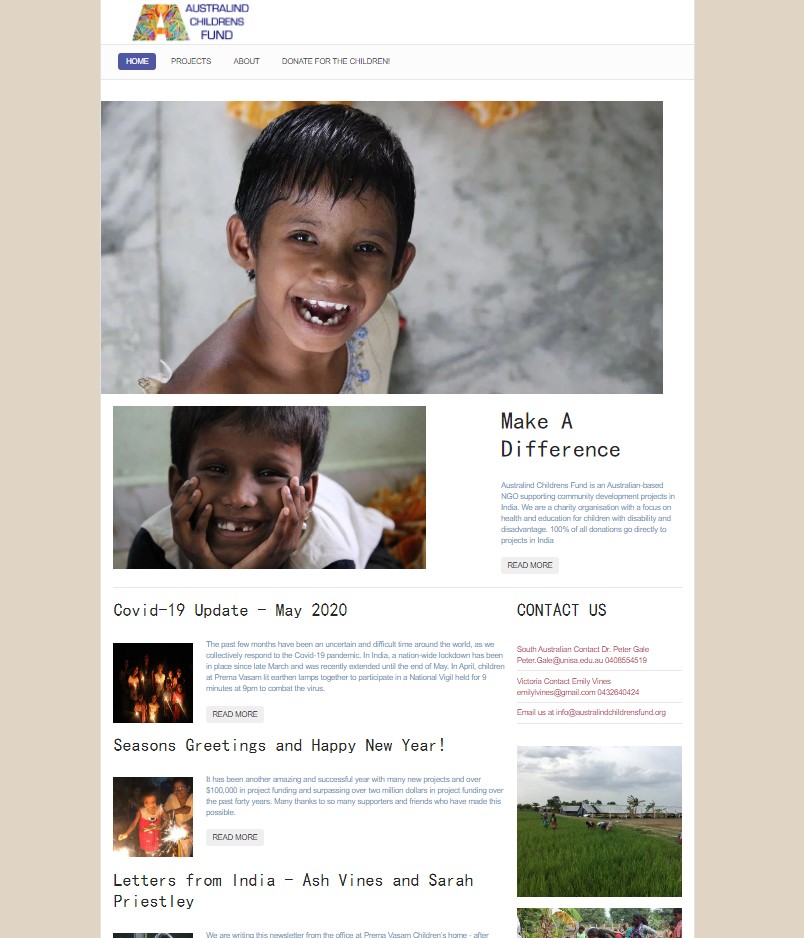 AUSTRALIND
CHILDRENS
FUND
HOME PROJECTS ABOUT DONATE FOR THE CHILDREN!
Make A
Difference
Australind Childrens Fund is an Australian-based
NGO supporting community development projects in
India. We are a charity organisation with a focus on
health and education for children with disability and
disadvantage. 100% of all donations go directly to
projects in India
READ MORE
Covid-19 Update - May 2020
The past few months have been an uncertain and difficult time around the world, as we
collectively respond to the Covid-19 pandemic. In India, a nation-wide lockdown has been
in place since late March and was recently extended until the end of May. In April, children
at Prema Vasam lit earthen lamps together to participate in a National Vigil held for 9
minutes at 9pm to combat the virus.
READ MORE
Seasons Greetings and Happy New Year!
It has been another amazing and successful year with many new projects and over
$100,000 in project funding and surpassing over two million dollars in project funding over
the past forty years. Many thanks to so many supporters and friends who have made this
possible.
READ MORE
Letters from India - Ash Vines and Sarah
Priestley
We are writing this newsletter from the office at Prema Vasam Children's home - after
CONTACT US
South Australian Contact Dr. Peter Gale
Peter.Gale@unisa.edu.au 0408554519
Victoria Contact Emily Vines
emilylvines@gmail.com 0432640424
Email us at info@australindchildrensfund.org